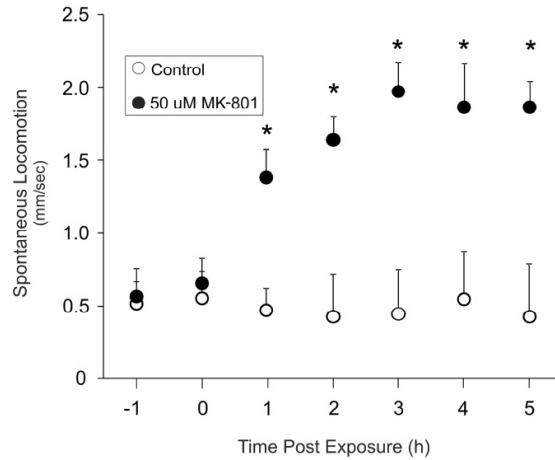 2.5
2.0
1.5
1.0
0.5
0
Spontaneous Locomotion
(mm/sec)
Control
50 uM MK-801
*
*
*
*
*
-1 0 1 2 3 4 5
Time Post Exposure (h)